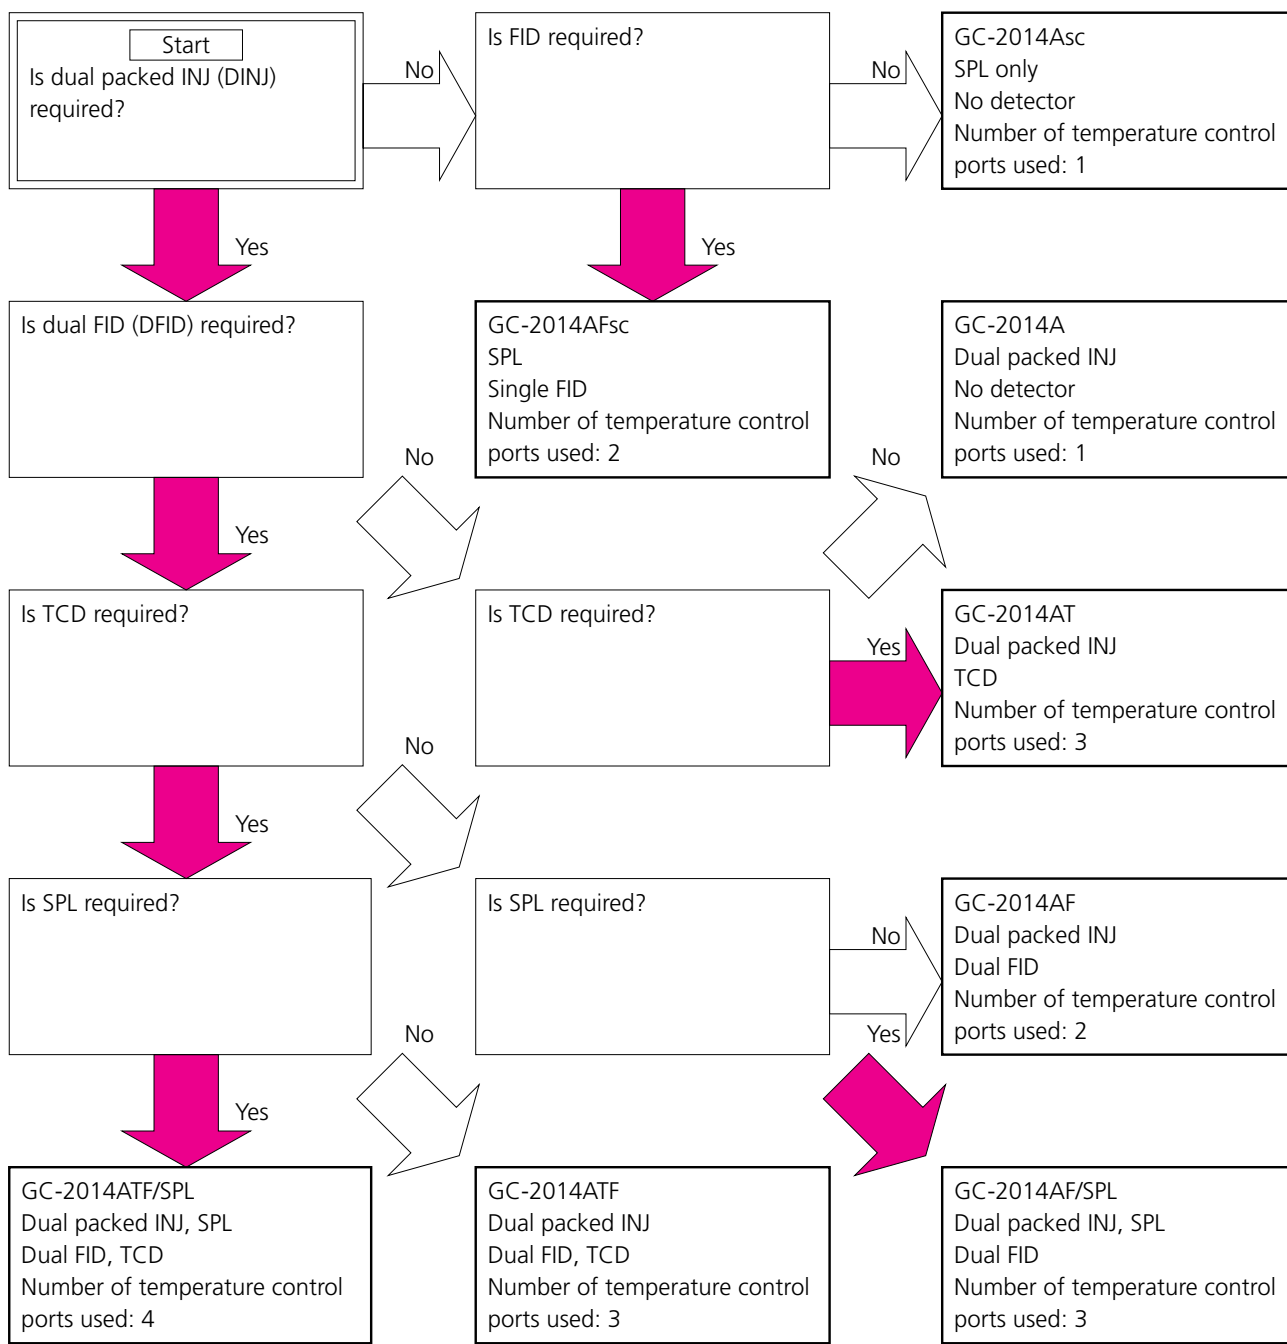 Start
Is dual packed INJ (DINJ)
required?
No
Is FID required?
No
GC-2014Asc
SPL only
No detector
Number of temperature control
ports used: 1
Yes
Yes
Is dual FID (DFID) required?
No
GC-2014AFsc
SPL
Single FID
Number of temperature control
ports used: 2
No
GC-2014A
Dual packed INJ
No detector
Number of temperature control
ports used: 1
Yes
Is TCD required?
No
Is TCD required?
Yes
GC-2014AT
Dual packed INJ
TCD
Number of temperature control
ports used: 3
Yes
Is SPL required?
No
Is SPL required?
No
Yes
GC-2014AF
Dual packed INJ
Dual FID
Number of temperature control
ports used: 2
Yes
GC-2014ATF/SPL
Dual packed INJ, SPL
Dual FID, TCD
Number of temperature control
ports used: 4
GC-2014ATF
Dual packed INJ
Dual FID, TCD
Number of temperature control
ports used: 3
GC-2014AF/SPL
Dual packed INJ, SPL
Dual FID
Number of temperature control
ports used: 3